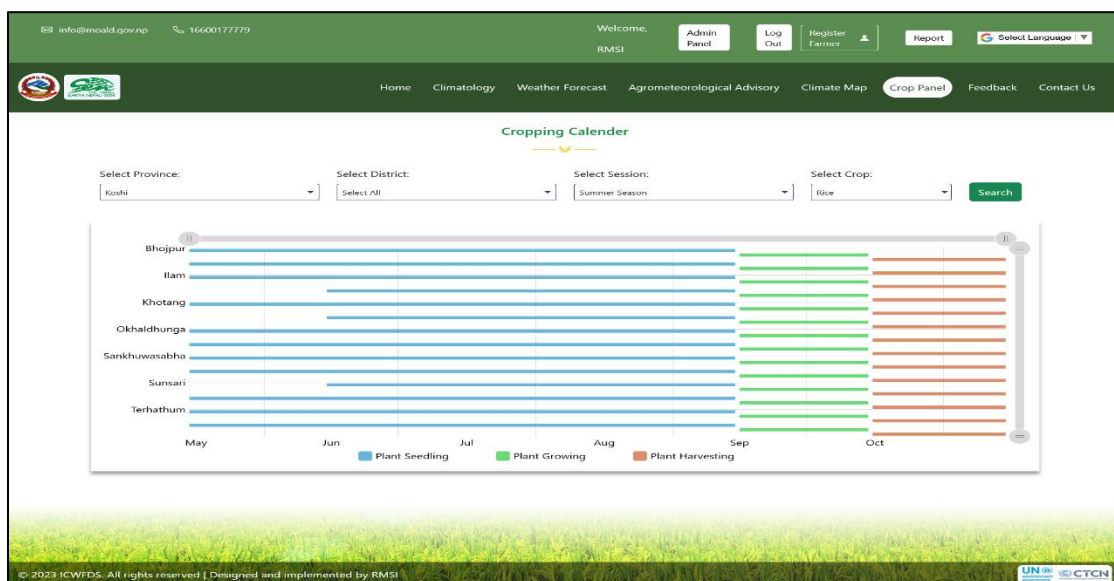 info@moald.gov.np 16600177779 Welcome, RMSI Admin Panel Log Out Register Farmer Report Select Language ▼
Home Climatology Weather Forecast Agrometeorological Advisory Climate Map Crop Panel Feedback Contact Us
Cropping Calender
Select Province: Select District: Select Session: Select Crop:
Koshi Select All Summer Season Rice Search
Bhojpur
Ilam
Khotang
Okhaldhunga
Sankhuwasabha
Sunsari
Terhathum
May Jun Jul Aug Sep Oct
Plant Seedling Plant Growing Plant Harvesting
© 2023 ICWFDS. All rights reserved | Designed and implemented by RMSI
UN CTCN